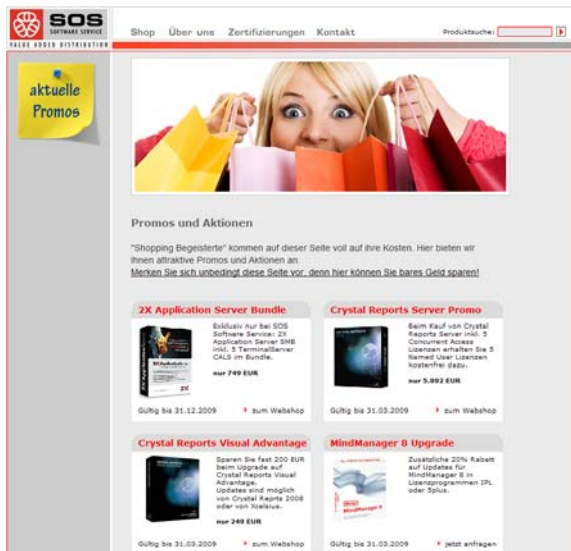 SOS
SOFTWARE SERVICE
VALUE ADDED DISTRIBUTION
Shop Über uns Zertifizierungen Kontakt
Produktsuche:
aktuelle
Promos
Promos und Aktionen
"Shopping Begeisterte" kommen auf dieser Seite voll auf ihre Kosten. Hier bieten wir
Ihnen attraktive Promos und Aktionen an.
Merken Sie sich unbedingt diese Seite vor, denn hier können Sie bares Geld sparen!
2X Application Server Bundle
Exklusiv nur bei SOS
Software Service: 2X
Application Server SMB
inkl. 5 TerminalServer
CALS im Bundle.
nur 749 EUR
Gültig bis 31.12.2009
zum Webshop
Crystal Reports Server Promo
Beim Kauf von Crystal
Reports Server inkl. 5
Concument Access
Lizenzen erhalten Sie 5
Named User Lizenzen
kostenfrei dazu.
nur 5.892 EUR
Gültig bis 31.03.2009
zum Webshop
Crystal Reports Visual Advantage
Sparen Sie fast 200 EUR
beim Upgrade auf
Crystal Reports Visual
Advantage.
Updates sind möglich
von Crystal Reprts 2008
oder von Xcelsius.
nur 249 EUR
Gültig bis 31.03.2009
zum Webshop
MindManager 8 Upgrade
Zusätzliche 20% Rabatt
auf Updates für
MindManager 8 in
Lizenzprogrammen IPL
oder 5plus.
MindManager 8
Gültig bis 31.03.2009
jetzt anfragen